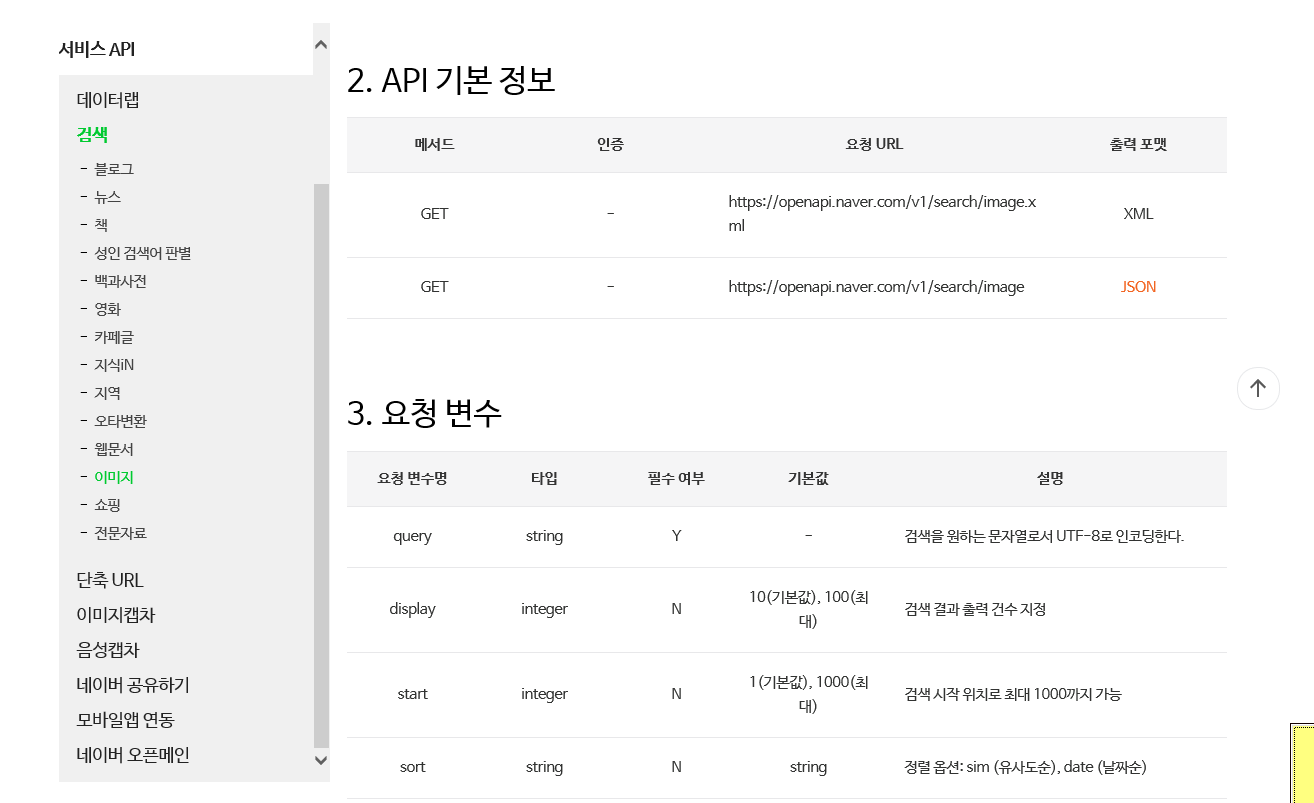 서비스 API
데이터랩
검색
- 블로그
- 뉴스
- 책
- 성인 검색어 판별
- 백과사전
- 영화
- 카페글
- 지식iN
- 지역
- 오타변환
- 웹문서
- 이미지
- 쇼핑
- 전문자료
단축 URL
이미지캡차
음성캡차
네이버 공유하기
모바일앱 연동
네이버 오픈메인
2. API 기본 정보
메서드 인증 요청 URL 출력 포맷
GET - https://openapi.naver.com/v1/search/image.x
ml XML
GET - https://openapi.naver.com/v1/search/image JSON
3. 요청 변수
요청 변수명 타입 필수 여부 기본값 설명
query string Y - 검색을 원하는 문자열로서 UTF-8로 인코딩한다.
display integer N 10(기본값), 100(최
대) 검색 결과 출력 건수 지정
start integer N 1(기본값), 1000(최
대) 검색 시작 위치로 최대 1000까지 가능
sort string N string 정렬 옵션: sim (유사도순), date (날짜순)